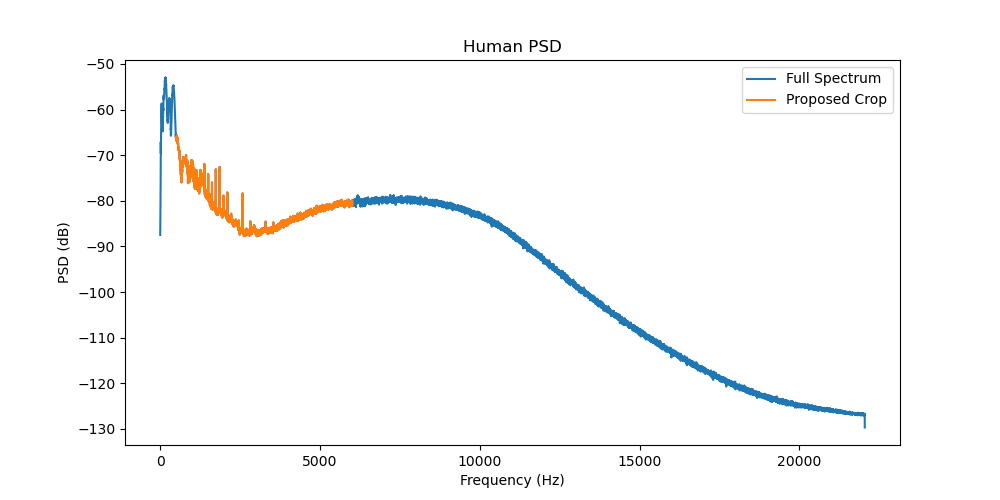 Human PSD
Full Spectrum
Proposed Crop
−50
−60
−70
−80
−90
−100
−110
−120
−130
PSD (dB)
0
5000
10000
15000
20000
Frequency (Hz)